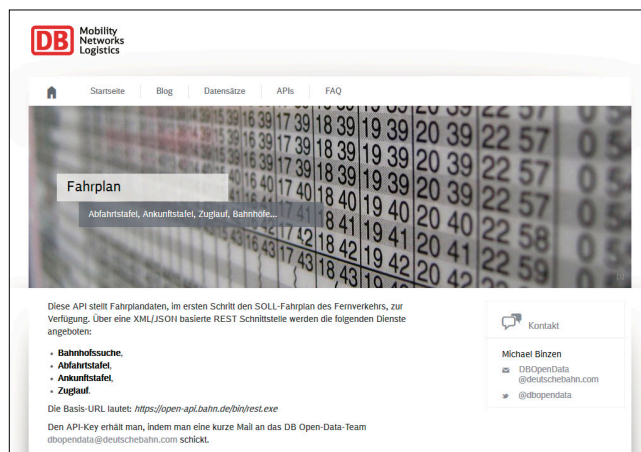 DB
Mobility
Networks
Logistics
Startseite Blog Datensätze APIs FAQ
Fahrplan
Abfahrtstafel, Ankunftstafel, Zuglauf, Bahnhöfe...
Diese API stellt Fahrplandaten, im ersten Schritt den SOLL-Fahrplan des Fernverkehrs, zur
Verfügung. Über eine XML/JSON basierte REST Schnittstelle werden die folgenden Dienste
angeboten:
• Bahnhofssuche,
• Abfahrtstafel,
• Ankunftstafel,
• Zuglauf.
Die Basis-URL lautet: https://open-api.bahn.de/bin/rest.exe
Den API-Key erhält man, indem man eine kurze Mail an das DB Open-Data-Team
dbopendata@deutschebahn.com schickt.
Kontakt
Michael Binzen
DBOpenData
@deutschebahn.com
@dbopendata